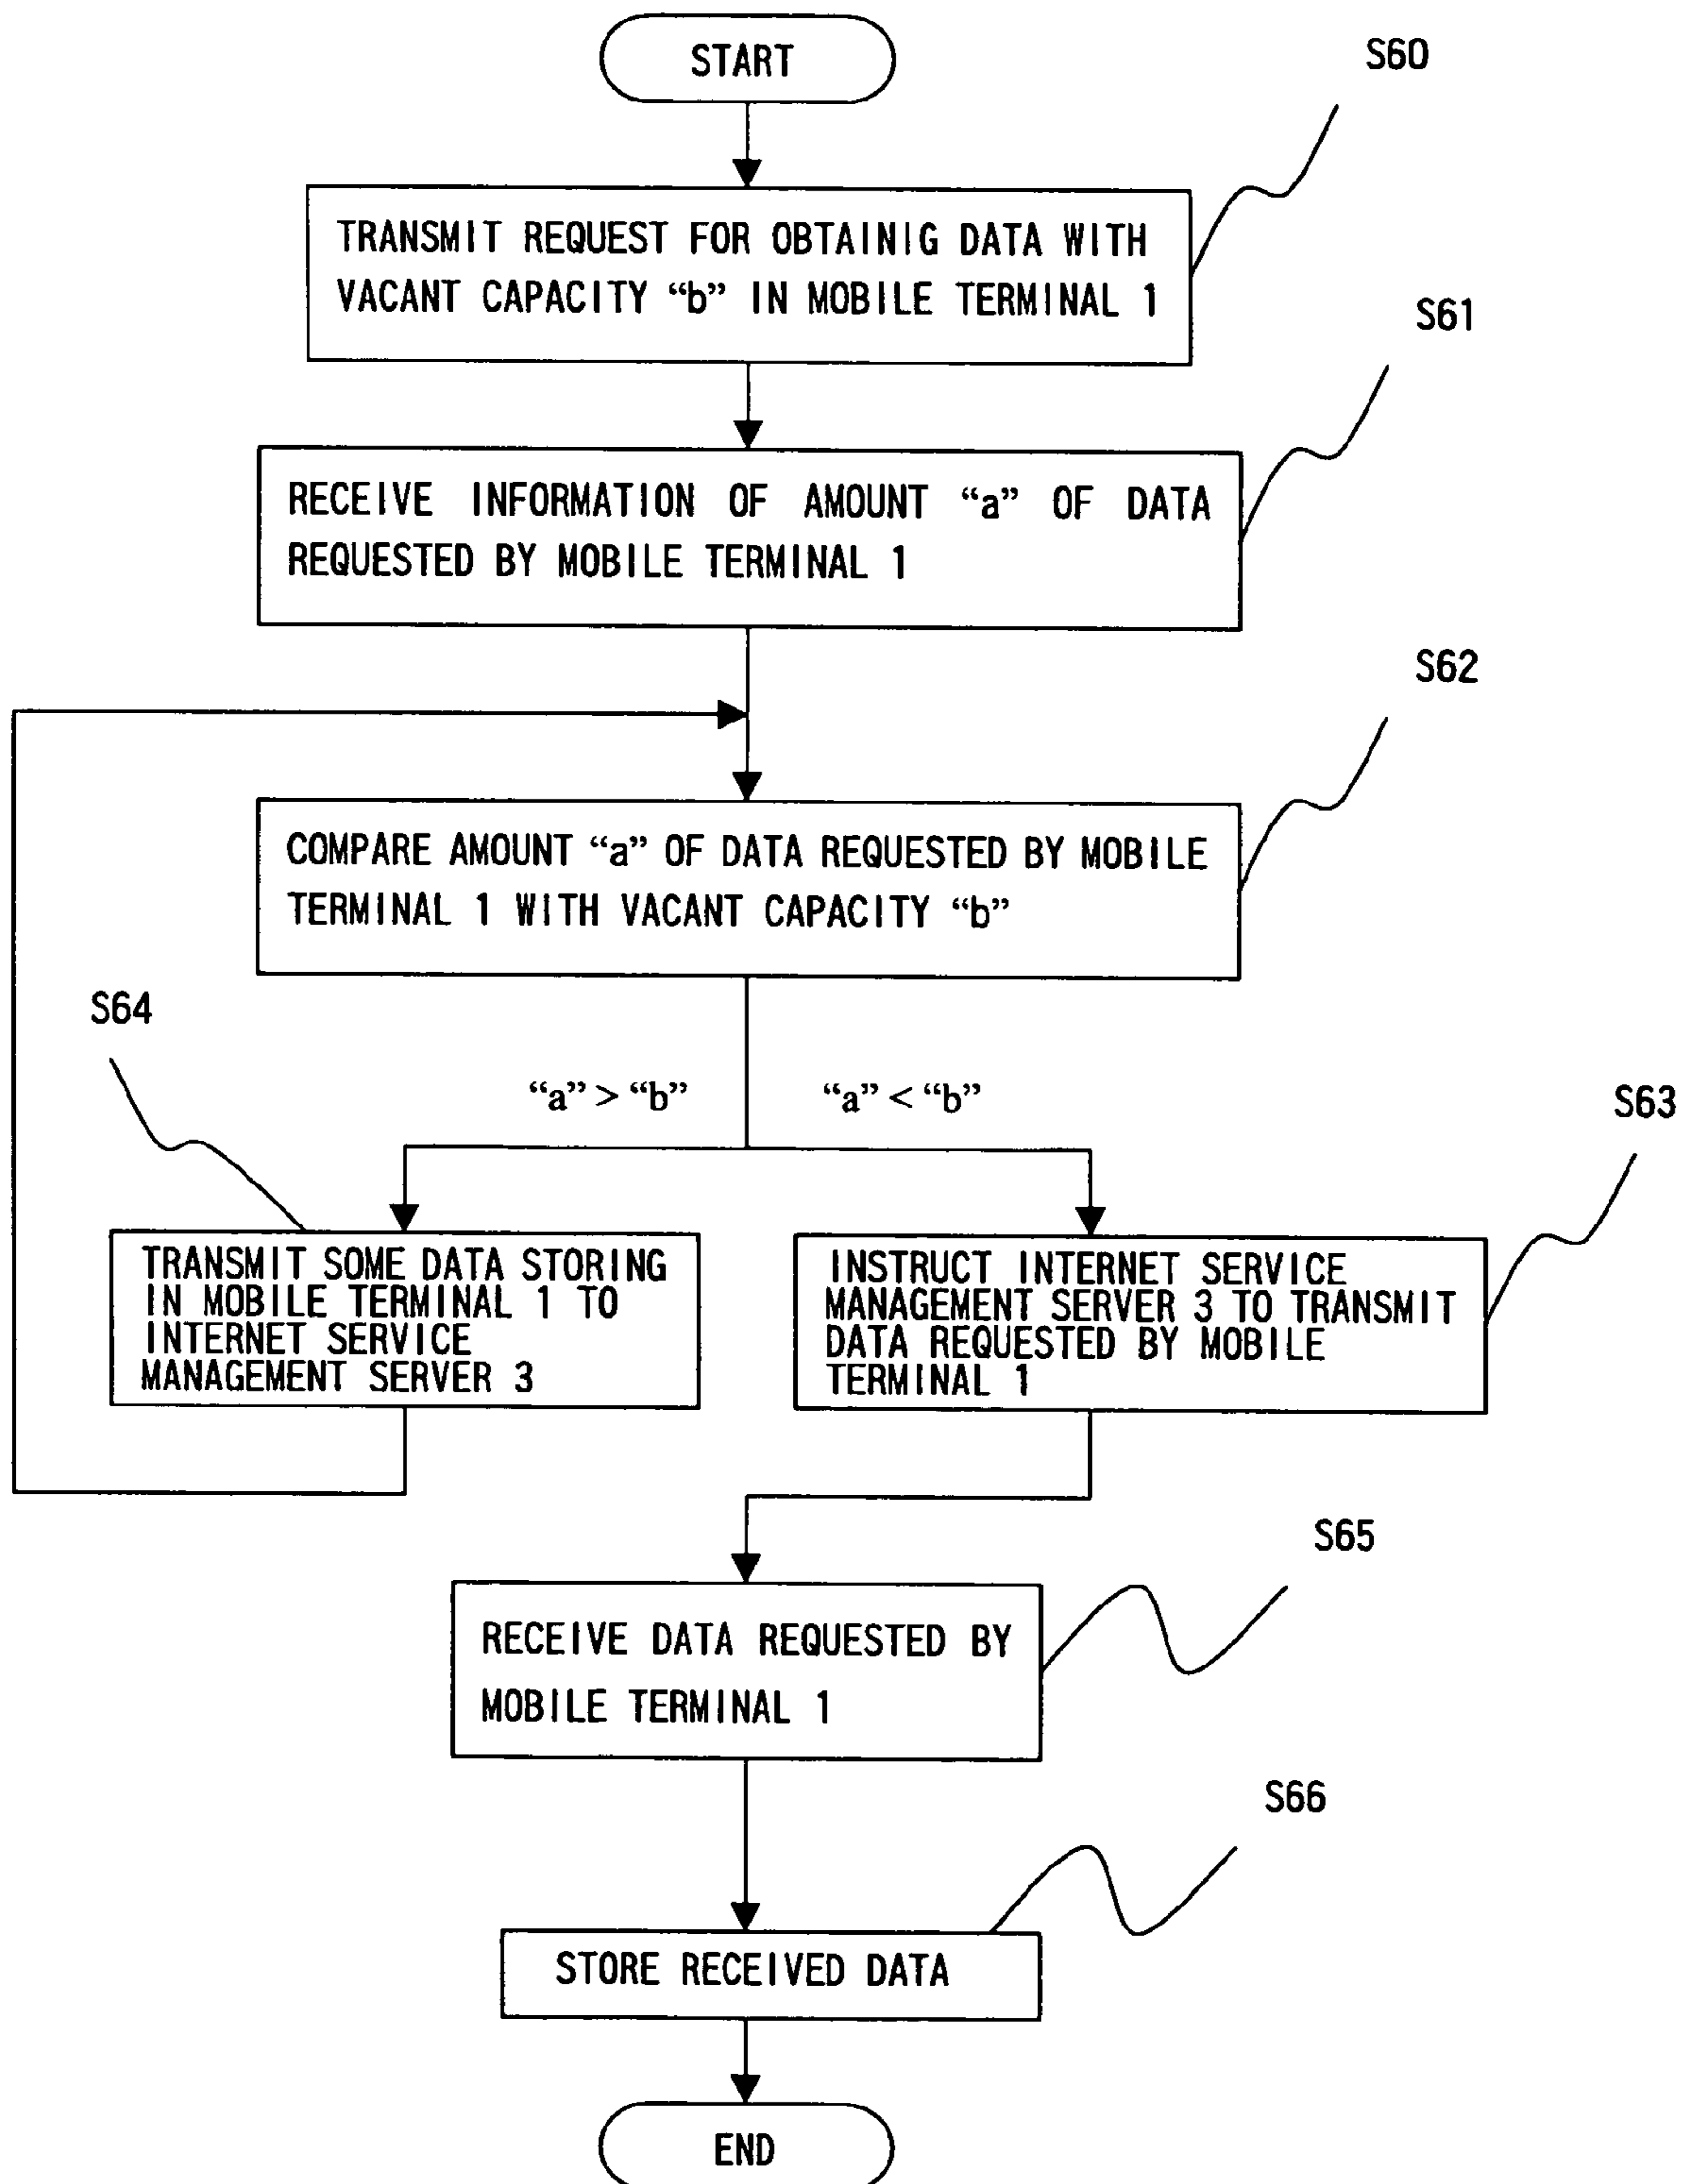 START
S60
TRANSMIT REQUEST FOR OBTAINIG DATA WITH
VACANT CAPACITY “b” IN MOBILE TERMINAL 1
S61
RECEIVE INFORMATION OF AMOUNT “a” OF DATA
REQUESTED BY MOBILE TERMINAL 1
S62
COMPARE AMOUNT “a” OF DATA REQUESTED BY MOBILE
TERMINAL 1 WITH VACANT CAPACITY “b”
S64
“a” > “b”
“a” < “b”
S63
TRANSMIT SOME DATA STORING
IN MOBILE TERMINAL 1 TO
INTERNET SERVICE
MANAGEMENT SERVER 3
INSTRUCT INTERNET SERVICE
MANAGEMENT SERVER 3 TO TRANSMIT
DATA REQUESTED BY MOBILE
TERMINAL 1
S65
RECEIVE DATA REQUESTED BY
MOBILE TERMINAL 1
S66
STORE RECEIVED DATA
END